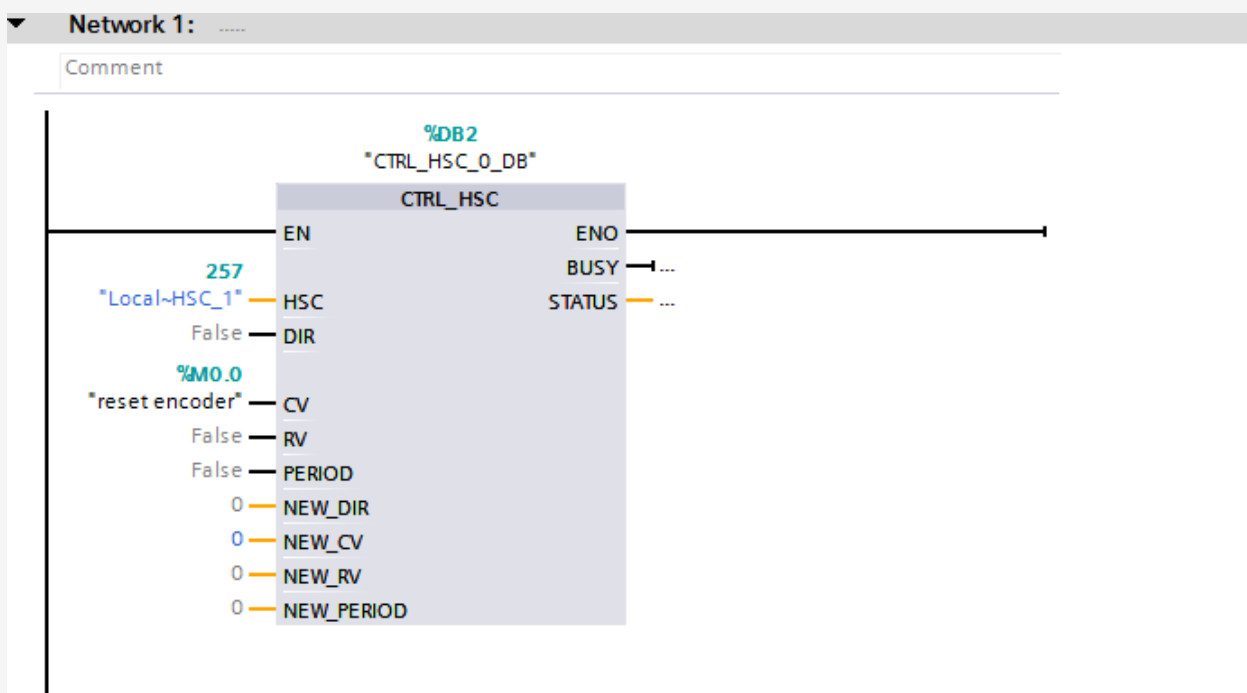 Network 1: .....
Comment
%DB2
"CTRL_HSC_0_DB"
CTRL_HSC
EN ENO
257 BUSY ...
"Local~HSC_1" HSC STATUS ...
False DIR
%M0.0
"reset encoder" CV
False RV
False PERIOD
0 NEW_DIR
0 NEW_CV
0 NEW_RV
0 NEW_PERIOD